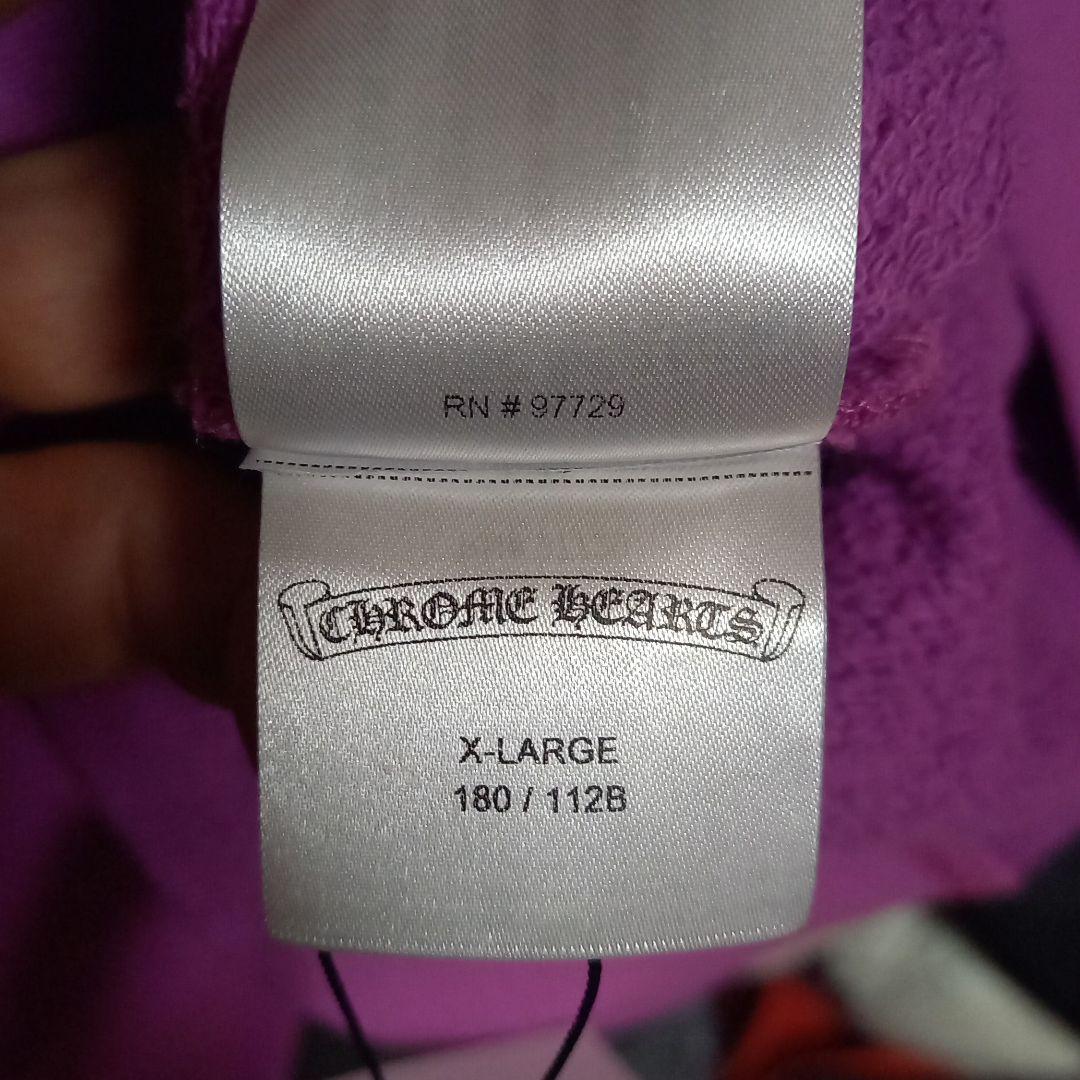 RN # 97729
CHROME HEARTS
X-LARGE
180 / 112B